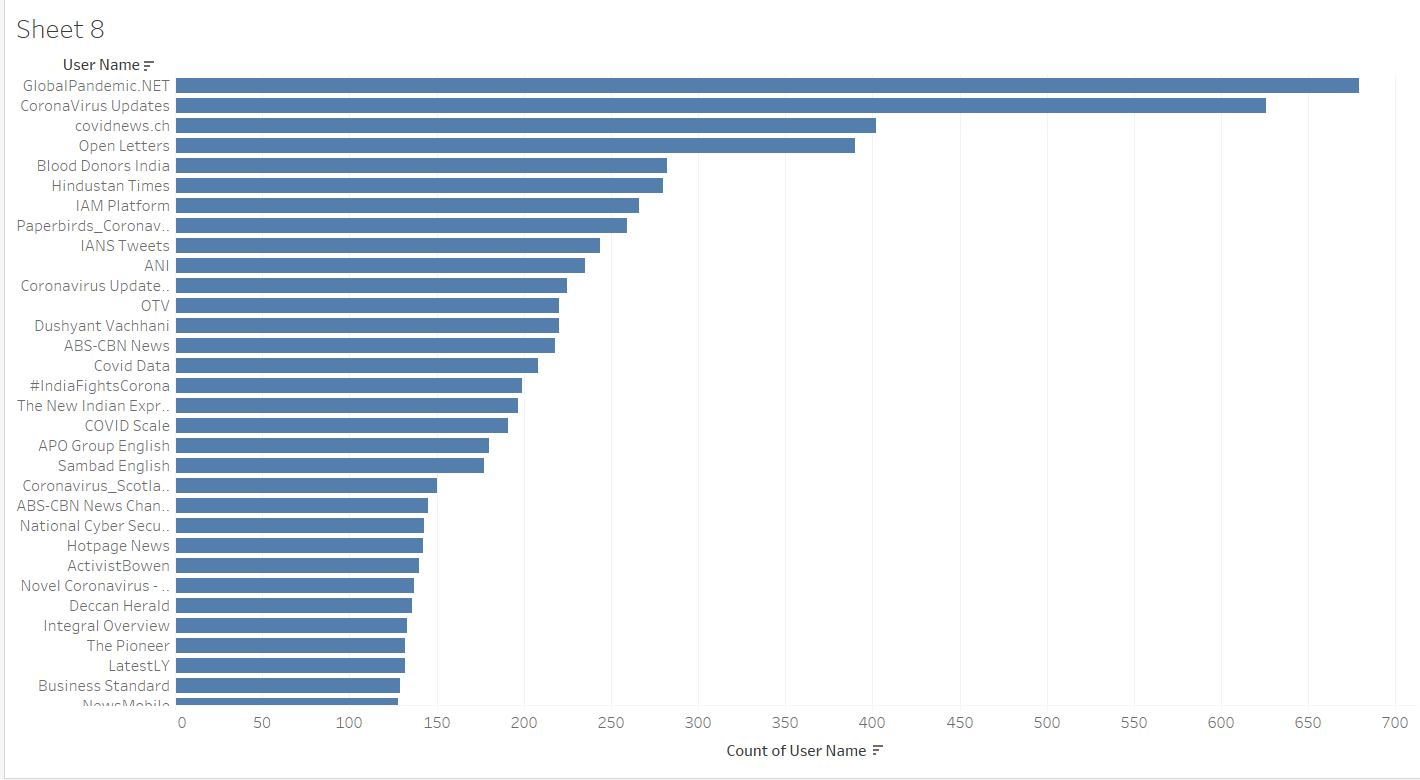 Sheet 8
User Name
GlobalPandemic.NET
CoronaVirus Updates
covidnews.ch
Open Letters
Blood Donors India
Hindustan Times
IAM Platform
Paperbirds_Coronav..
IANS Tweets
ANI
Coronavirus Update..
OTV
Dushyant Vachhani
ABS-CBN News
Covid Data
#IndiaFightsCorona
The New Indian Expr..
COVID Scale
APO Group English
Sambad English
Coronavirus_Scotla..
ABS-CBN News Chan..
National Cyber Secu..
Hotpage News
ActivistBowen
Novel Coronavirus - ..
Deccan Herald
Integral Overview
The Pioneer
LatestLY
Business Standard
NewsMobile
0 50 100 150 200 250 300 350 400 450 500 550 600 650 700
Count of User Name